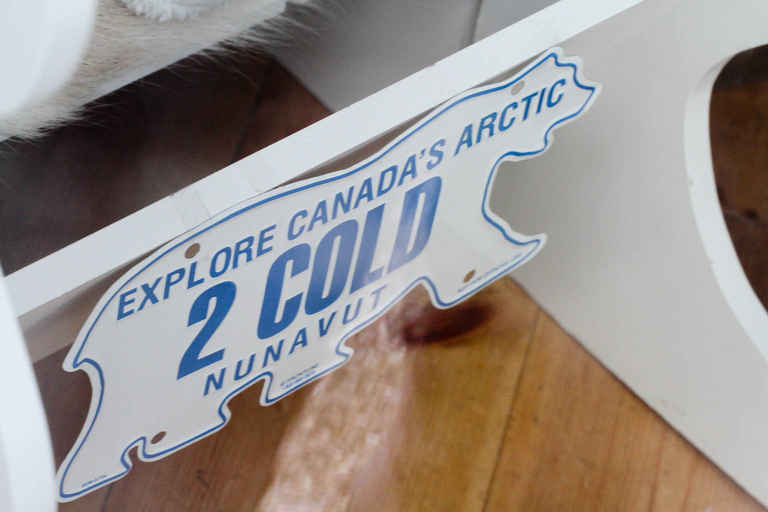 EXPLORE CANADA'S ARCTIC
2 COLD
NUNAVUT